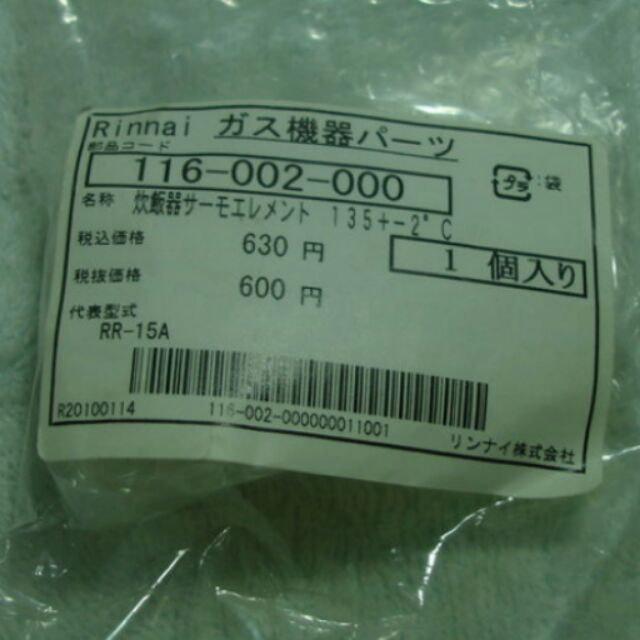 Rinnai ガス機器パーツ
部品コード
116-002-000
プラ :袋
名称 炊飯器サーモエレメント 135+-2°C
税込価格 630 円
1 個入り
税抜価格 600 円
代表型式
RR-15A
R20100114 116-002-000000011001 リンナイ株式会社